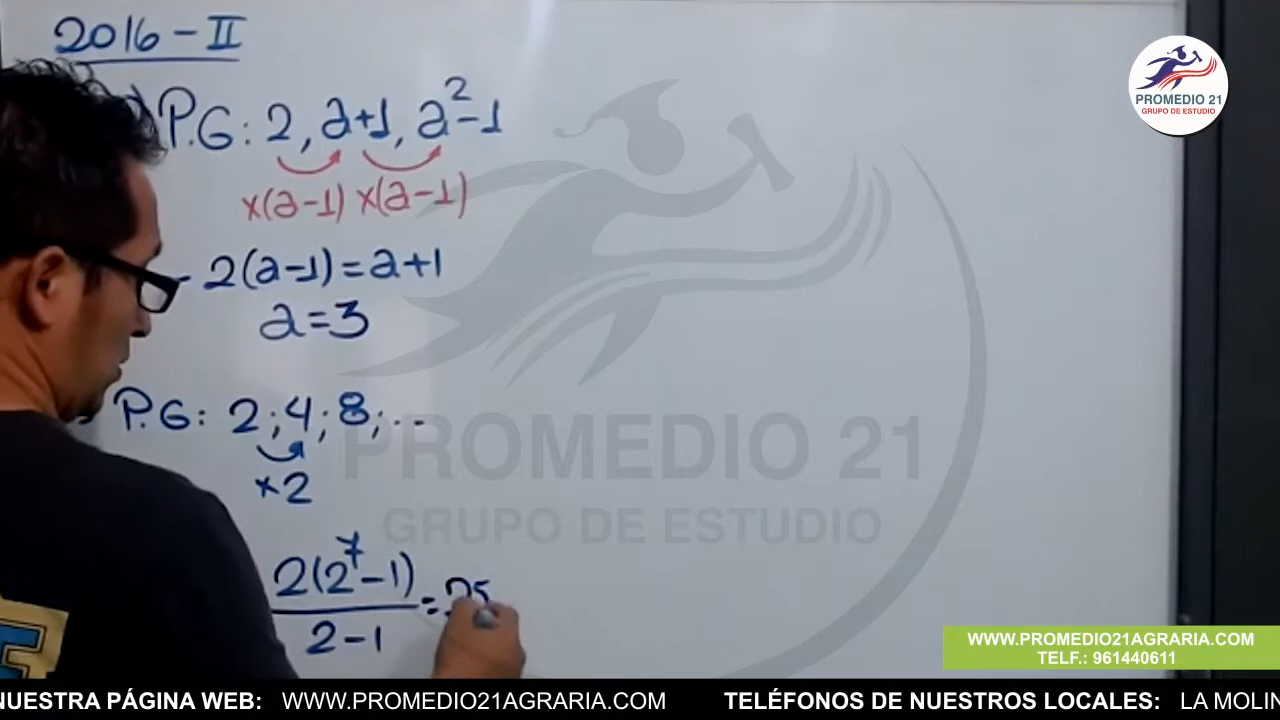 2016-II
P.G: 2, a+1, a²-1
x(a-1) x(a-1)
2(a-1)=a+1
a=3
P.G: 2;4;8;..
x2
2(2⁷-1)
2-1
=25
PROMEDIO 21
GRUPO DE ESTUDIO
PROMEDIO 21
GRUPO DE ESTUDIO
WWW.PROMEDIO21AGRARIA.COM
TELF.: 961440611
NUESTRA PÁGINA WEB: WWW.PROMEDIO21AGRARIA.COM TELÉFONOS DE NUESTROS LOCALES: LA MOLIN